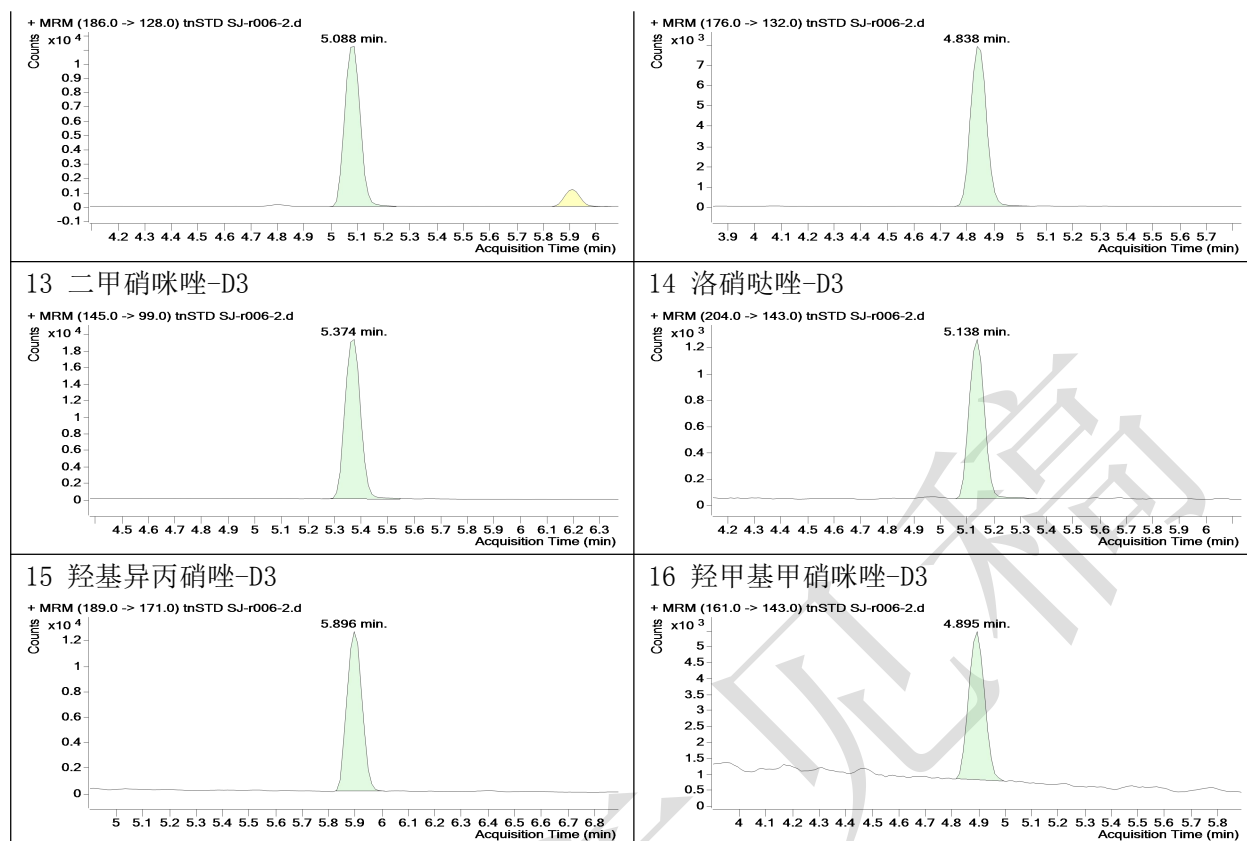 + MRM (186.0 -> 128.0) tnSTD SJ-r006-2.d
Counts
x10 4
5.088 min.
1
0.9
0.8
0.7
0.6
0.5
0.4
0.3
0.2
0.1
0
-0.1
4.2 4.3 4.4 4.5 4.6 4.7 4.8 4.9 5 5.1 5.2 5.3 5.4 5.5 5.6 5.7 5.8 5.9 6
Acquisition Time (min)
+ MRM (176.0 -> 132.0) tnSTD SJ-r006-2.d
Counts
x10 3
4.838 min.
7
6
5
4
3
2
1
0
3.9 4 4.1 4.2 4.3 4.4 4.5 4.6 4.7 4.8 4.9 5 5.1 5.2 5.3 5.4 5.5 5.6 5.7
Acquisition Time (min)
13 二甲硝咪唑-D3
+ MRM (145.0 -> 99.0) tnSTD SJ-r006-2.d
Counts
x10 4
5.374 min.
1.8
1.6
1.4
1.2
1
0.8
0.6
0.4
0.2
0
4.5 4.6 4.7 4.8 4.9 5 5.1 5.2 5.3 5.4 5.5 5.6 5.7 5.8 5.9 6 6.1 6.2 6.3
Acquisition Time (min)
14 洛硝哒唑-D3
+ MRM (204.0 -> 143.0) tnSTD SJ-r006-2.d
Counts
x10 3
5.138 min.
1.2
1
0.8
0.6
0.4
0.2
0
4.2 4.3 4.4 4.5 4.6 4.7 4.8 4.9 5 5.1 5.2 5.3 5.4 5.5 5.6 5.7 5.8 5.9 6
Acquisition Time (min)
15 羟基异丙硝唑-D3
+ MRM (189.0 -> 171.0) tnSTD SJ-r006-2.d
Counts
x10 4
5.896 min.
1.2
1
0.8
0.6
0.4
0.2
0
5 5.1 5.2 5.3 5.4 5.5 5.6 5.7 5.8 5.9 6 6.1 6.2 6.3 6.4 6.5 6.6 6.7 6.8
Acquisition Time (min)
16 羟甲基甲硝咪唑-D3
+ MRM (161.0 -> 143.0) tnSTD SJ-r006-2.d
Counts
x10 3
4.895 min.
5
4.5
4
3.5
3
2.5
2
1.5
1
0.5
0
4 4.1 4.2 4.3 4.4 4.5 4.6 4.7 4.8 4.9 5 5.1 5.2 5.3 5.4 5.5 5.6 5.7 5.8
Acquisition Time (min)
见稿